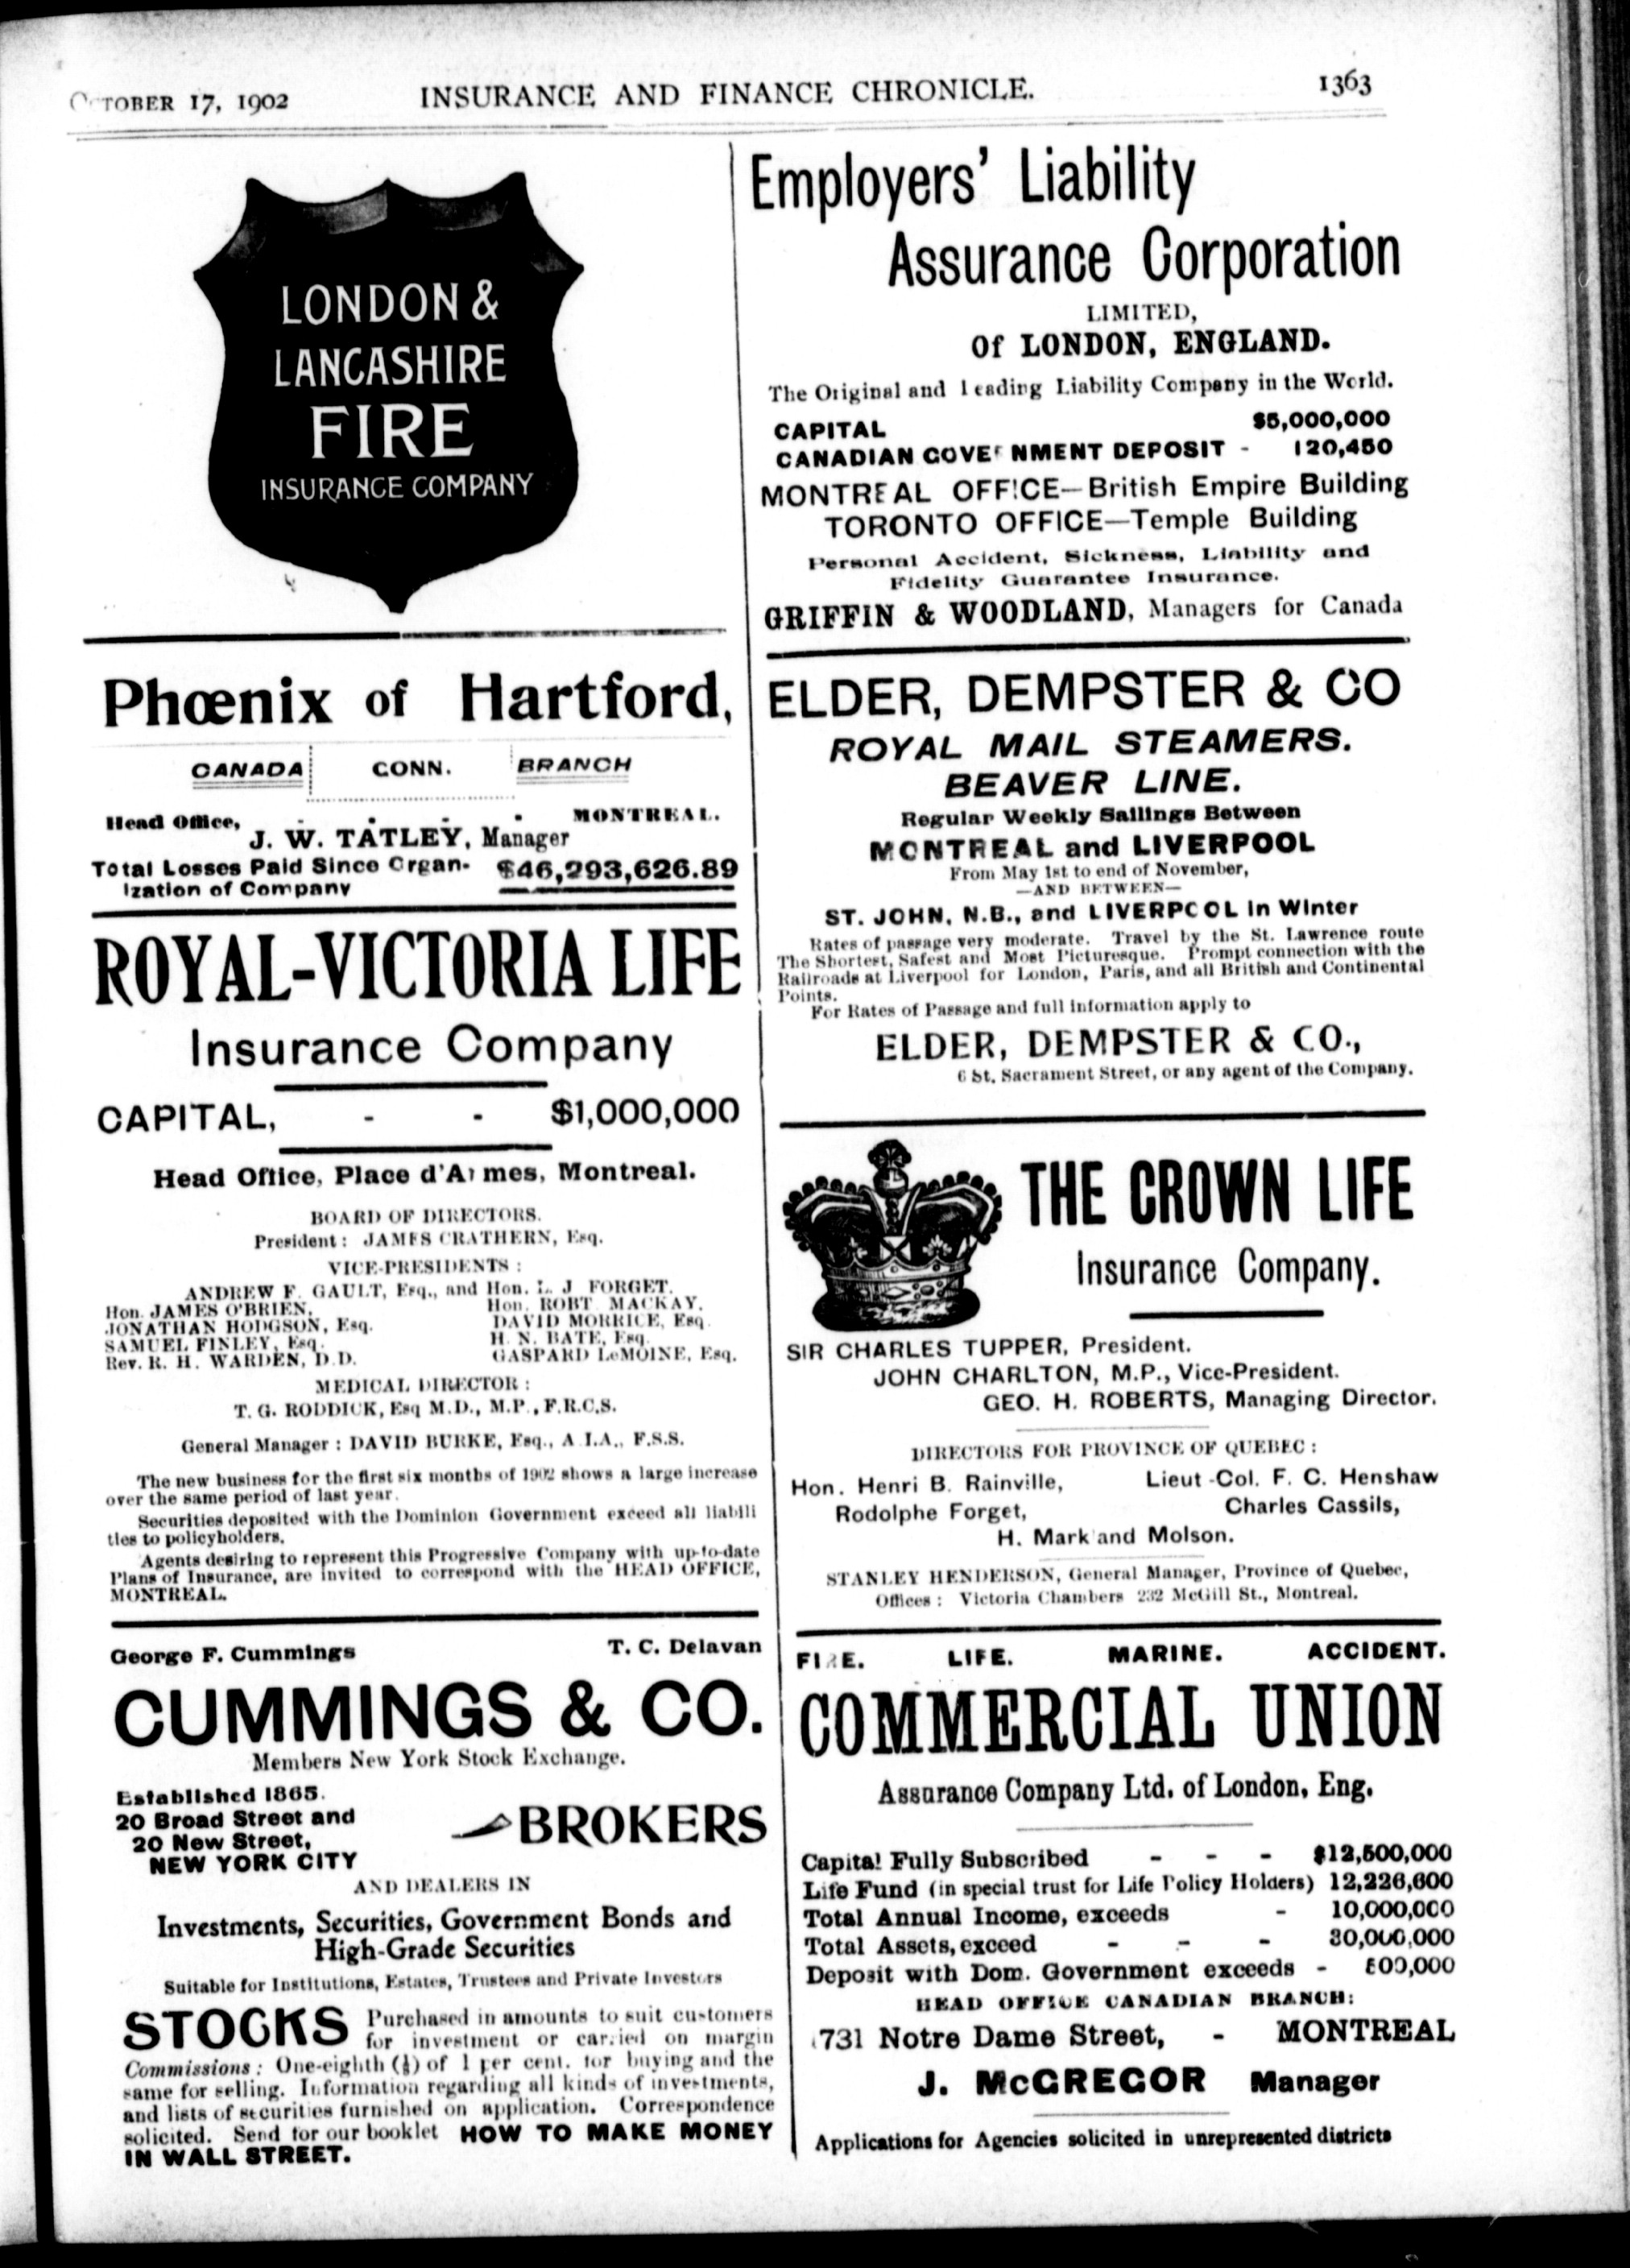 OCTOBER 17, 1902 INSURANCE AND FINANCE CHRONICLE. 1363
LONDON &
LANCASHIRE
FIRE
INSURANCE COMPANY
Phœnix of Hartford,
CANADA CONN. BRANCH
Head Office, - - - - MONTREAL.
J. W. TATLEY, Manager
Total Losses Paid Since Organ- $46,293,626.89
ization of Company
ROYAL-VICTORIA LIFE
Insurance Company
CAPITAL, - - $1,000,000
Head Office, Place d'Armes, Montreal.
BOARD OF DIRECTORS.
President: JAMES CRATHERN, Esq.
VICE-PRESIDENTS:
ANDREW F. GAULT, Esq., and Hon. L. J FORGET.
Hon. JAMES O'BRIEN, Hon. ROBT MACKAY.
JONATHAN HODGSON, Esq. DAVID MORRICE, Esq
SAMUEL FINLEY, Esq. H. N. BATE, Esq
Rev. R. H. WARDEN, D.D. GASPARD LeMOINE, Esq.
MEDICAL DIRECTOR:
T. G. RODDICK, Esq M.D., M.P., F.R.C.S.
General Manager: DAVID BURKE, Esq., A.I.A., F.S.S.
The new business for the first six months of 1902 shows a large increase
over the same period of last year.
Securities deposited with the Dominion Government exceed all liabili
ties to policyholders.
Agents desiring to represent this Progressive Company with up-to-date
Plans of Insurance, are invited to correspond with the HEAD OFFICE,
MONTREAL.
George F. Cummings T. C. Delavan
CUMMINGS & CO.
Members New York Stock Exchange.
Established 1865.
20 Broad Street and
20 New Street,
NEW YORK CITY
BROKERS
AND DEALERS IN
Investments, Securities, Government Bonds and
High-Grade Securities
Suitable for Institutions, Estates, Trustees and Private Investors
STOCKS Purchased in amounts to suit customers
for investment or carried on margin
Commissions: One-eighth (⅛) of 1 per cent. for buying and the
same for selling. Information regarding all kinds of investments,
and lists of securities furnished on application. Correspondence
solicited. Send for our booklet HOW TO MAKE MONEY
IN WALL STREET.
Employers' Liability
Assurance Corporation
LIMITED,
Of LONDON, ENGLAND.
The Original and Leading Liability Company in the World.
CAPITAL $5,000,000
CANADIAN GOVERNMENT DEPOSIT - 120,450
MONTREAL OFFICE—British Empire Building
TORONTO OFFICE—Temple Building
Personal Accident, Sickness, Liability and
Fidelity Guarantee Insurance.
GRIFFIN & WOODLAND, Managers for Canada
ELDER, DEMPSTER & CO
ROYAL MAIL STEAMERS.
BEAVER LINE.
Regular Weekly Sailings Between
MONTREAL and LIVERPOOL
From May 1st to end of November,
—AND BETWEEN—
ST. JOHN, N.B., and LIVERPOOL in Winter
Rates of passage very moderate. Travel by the St. Lawrence route
The Shortest, Safest and Most Picturesque. Prompt connection with the
Railroads at Liverpool for London, Paris, and all British and Continental
Points.
For Rates of Passage and full information apply to
ELDER, DEMPSTER & CO.,
6 St. Sacrament Street, or any agent of the Company.
THE CROWN LIFE
Insurance Company.
SIR CHARLES TUPPER, President.
JOHN CHARLTON, M.P., Vice-President.
GEO. H. ROBERTS, Managing Director.
DIRECTORS FOR PROVINCE OF QUEBEC:
Hon. Henri B. Rainville, Lieut-Col. F. C. Henshaw
Rodolphe Forget, Charles Cassils,
H. Markland Molson.
STANLEY HENDERSON, General Manager, Province of Quebec,
Offices: Victoria Chambers 232 McGill St., Montreal.
FIRE. LIFE. MARINE. ACCIDENT.
COMMERCIAL UNION
Assurance Company Ltd. of London, Eng.
Capital Fully Subscribed - - - $12,500,000
Life Fund (in special trust for Life Policy Holders) 12,226,600
Total Annual Income, exceeds - 10,000,000
Total Assets, exceed - - - 30,000,000
Deposit with Dom. Government exceeds - 500,000
HEAD OFFICE CANADIAN BRANCH:
1731 Notre Dame Street, - MONTREAL
J. McGREGOR Manager
Applications for Agencies solicited in unrepresented districts